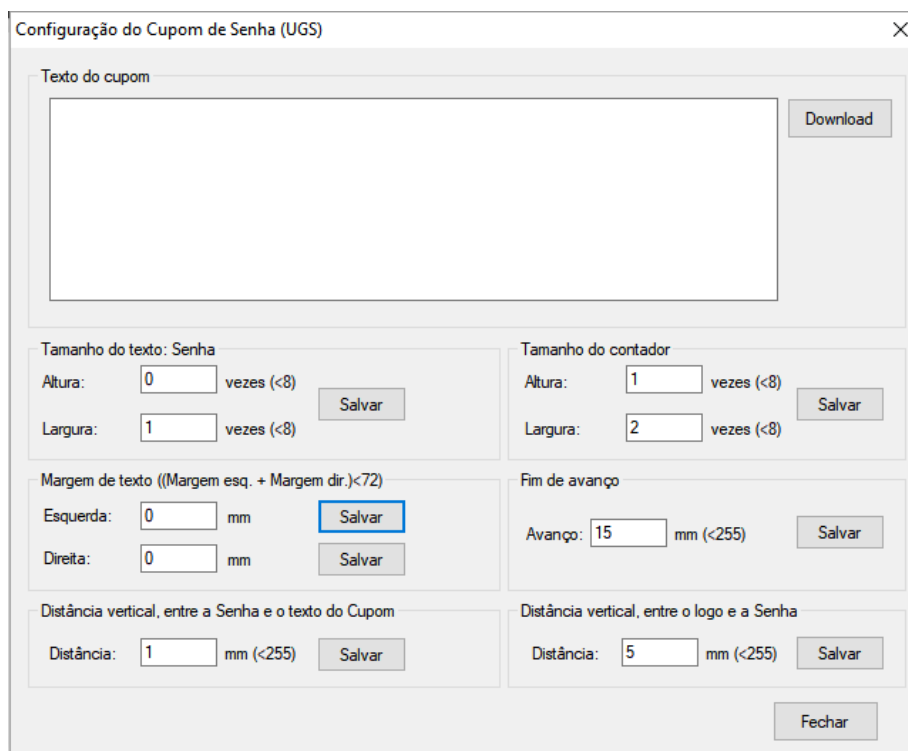 Configuração do Cupom de Senha (UGS)
Texto do cupom
Download
Tamanho do texto: Senha
Altura: 0 vezes (<8)
Salvar
Largura: 1 vezes (<8)
Tamanho do contador
Altura: 1 vezes (<8)
Salvar
Largura: 2 vezes (<8)
Margem de texto ((Margem esq. + Margem dir.)<72)
Esquerda: 0 mm Salvar
Direita: 0 mm Salvar
Fim de avanço
Avanço: 15 mm (<255) Salvar
Distância vertical, entre a Senha e o texto do Cupom
Distância: 1 mm (<255) Salvar
Distância vertical, entre o logo e a Senha
Distância: 5 mm (<255) Salvar
Fechar